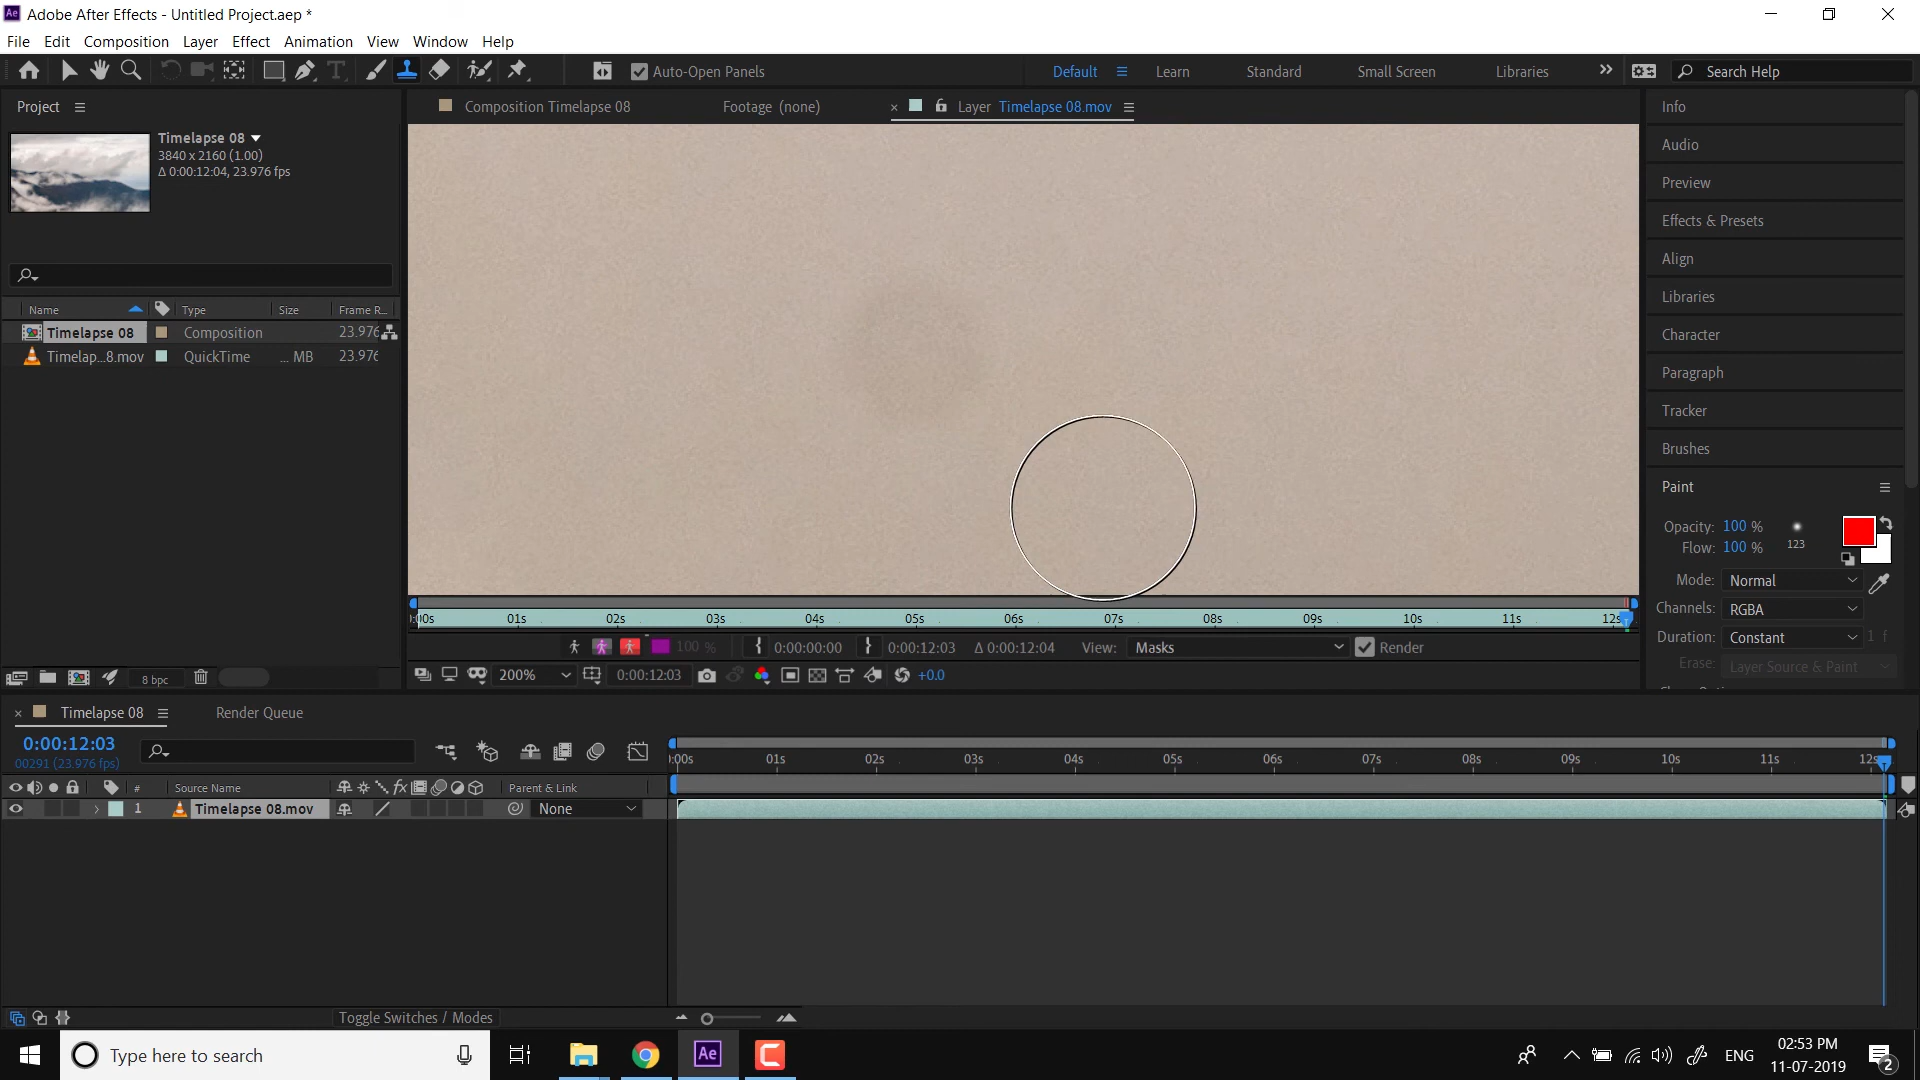 Adobe After Effects - Untitled Project.aep *
File Edit Composition Layer Effect Animation View Window Help
Auto-Open Panels Default Learn Standard Small Screen Libraries Search Help
Project
Composition Timelapse 08 Footage (none) Layer Timelapse 08.mov
Timelapse 08
3840 x 2160 (1.00)
Δ 0:00:12:04, 23.976 fps
Name Type Size Frame R...
Timelapse 08 Composition 23.976
Timelap...8.mov QuickTime ... MB 23.976
8 bpc
:00s 01s 02s 03s 04s 05s 06s 07s 08s 09s 10s 11s 12s
100 % 0:00:00:00 0:00:12:03 Δ 0:00:12:04 View: Masks Render
200% 0:00:12:03 +0.0
Info
Audio
Preview
Effects & Presets
Align
Libraries
Character
Paragraph
Tracker
Brushes
Paint
Opacity: 100 %
Flow: 100 % 123
Mode: Normal
Channels: RGBA
Duration: Constant 1 f
Erase: Layer Source & Paint
Timelapse 08 Render Queue
0:00:12:03
00291 (23.976 fps)
:00s 01s 02s 03s 04s 05s 06s 07s 08s 09s 10s 11s 12s
# Source Name fx Parent & Link
1 Timelapse 08.mov None
Toggle Switches / Modes
Type here to search Ae ENG 02:53 PM
11-07-2019 2